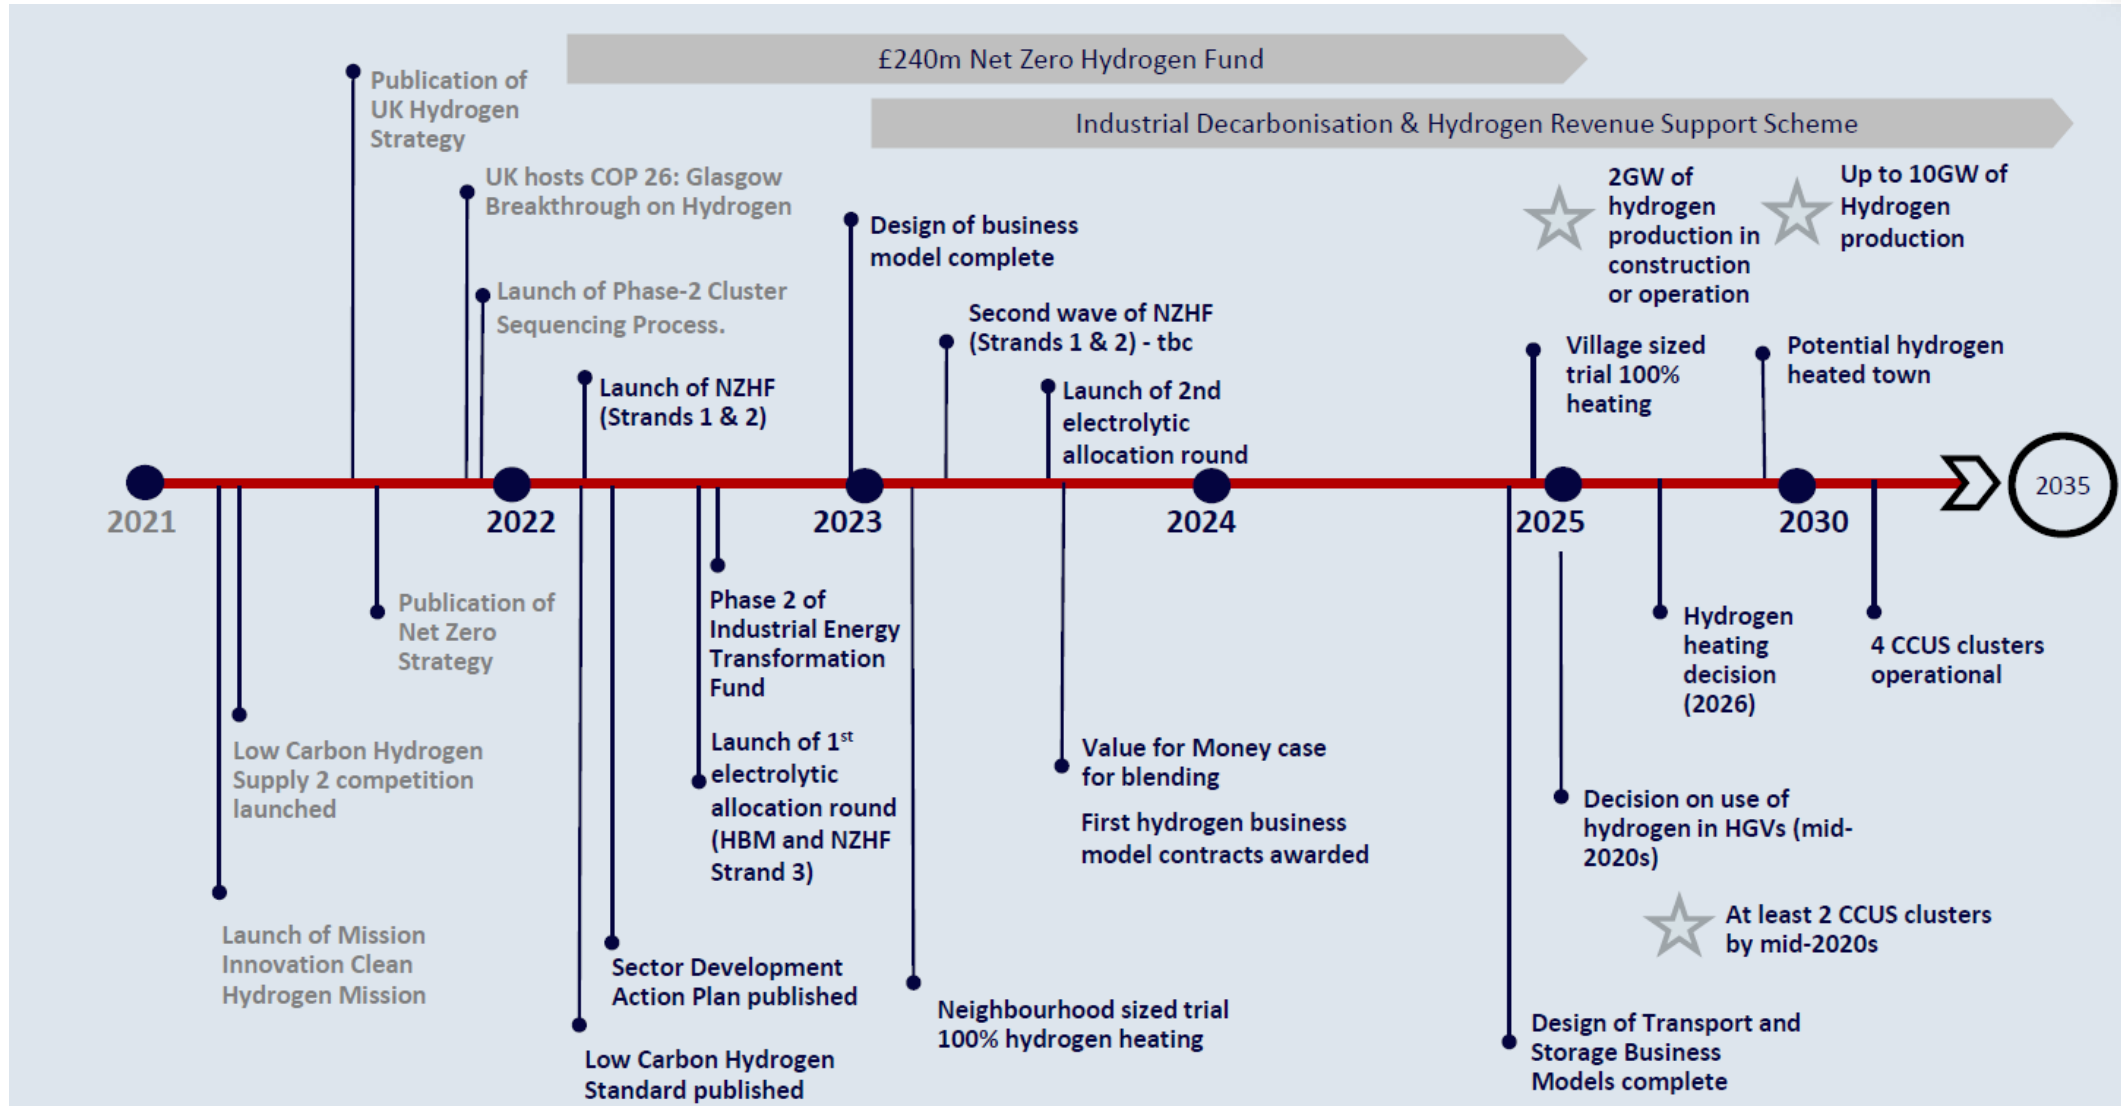 £240m Net Zero Hydrogen Fund
Industrial Decarbonisation & Hydrogen Revenue Support Scheme
Publication of
UK Hydrogen
Strategy
UK hosts COP 26: Glasgow
Breakthrough on Hydrogen
Launch of Phase-2 Cluster
Sequencing Process.
Launch of NZHF
(Strands 1 & 2)
Design of business
model complete
Second wave of NZHF
(Strands 1 & 2) - tbc
Launch of 2nd
electrolytic
allocation round
2GW of
hydrogen
production in
construction
or operation
Up to 10GW of
Hydrogen
production
Village sized
trial 100%
heating
Potential hydrogen
heated town
2021
2022
2023
2024
2025
2030
2035
Publication of
Net Zero
Strategy
Low Carbon Hydrogen
Supply 2 competition
launched
Launch of Mission
Innovation Clean
Hydrogen Mission
Phase 2 of
Industrial Energy
Transformation
Fund
Launch of 1st
electrolytic
allocation round
(HBM and NZHF
Strand 3)
Sector Development
Action Plan published
Low Carbon Hydrogen
Standard published
Value for Money case
for blending
First hydrogen business
model contracts awarded
Neighbourhood sized trial
100% hydrogen heating
Hydrogen
heating
decision
(2026)
4 CCUS clusters
operational
Decision on use of
hydrogen in HGVs (mid-
2020s)
At least 2 CCUS clusters
by mid-2020s
Design of Transport and
Storage Business
Models complete